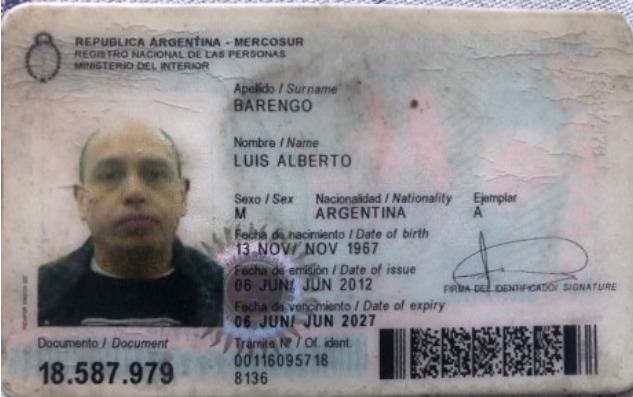 REPUBLICA ARGENTINA - MERCOSUR
REGISTRO NACIONAL DE LAS PERSONAS
MINISTERIO DEL INTERIOR
Apellido / Surname
BARENGO
Nombre / Name
LUIS ALBERTO
Sexo / Sex Nacionalidad / Nationality Ejemplar
M ARGENTINA A
Fecha de nacimiento / Date of birth
13 NOV/ NOV 1967
Fecha de emisión / Date of issue
06 JUN/ JUN 2012
FIRMA DEL IDENTIFICADO/ SIGNATURE
Fecha de vencimiento / Date of expiry
06 JUN/ JUN 2027
Documento / Document
18.587.979
Trámite Nº / Of. ident.
00116095718
8136